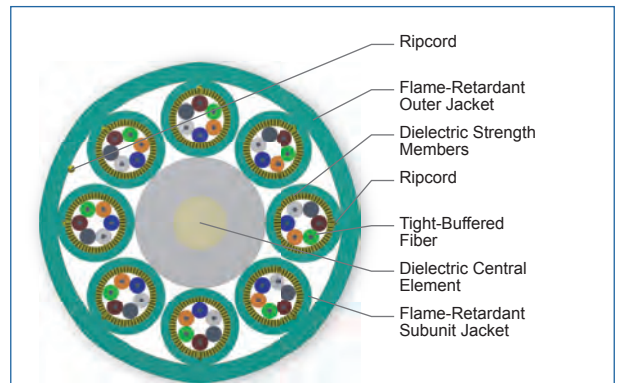 Ripcord
Flame-Retardant
Outer Jacket
Dielectric Strength
Members
Ripcord
Tight-Buffered
Fiber
Dielectric Central
Element
Flame-Retardant
Subunit Jacket